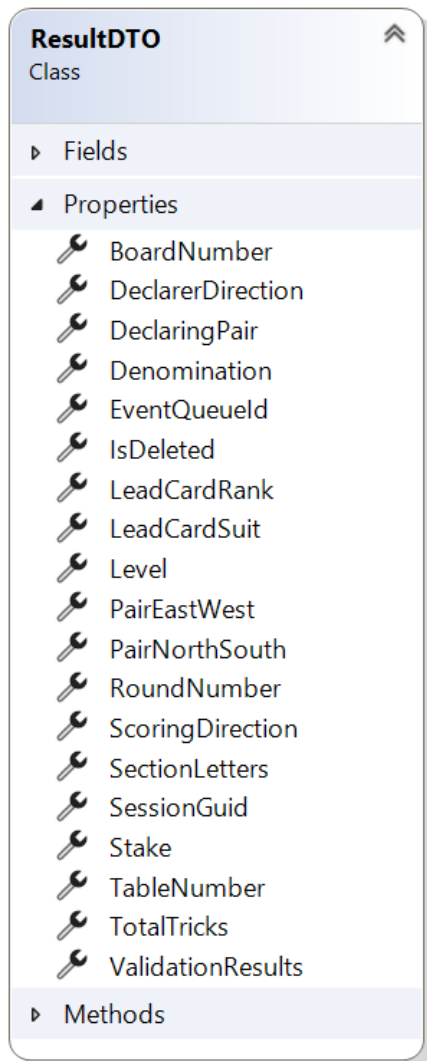 ResultDTO
Class
Fields
Properties
BoardNumber
DeclarerDirection
DeclaringPair
Denomination
EventQueueId
IsDeleted
LeadCardRank
LeadCardSuit
Level
PairEastWest
PairNorthSouth
RoundNumber
ScoringDirection
SectionLetters
SessionGuid
Stake
TableNumber
TotalTricks
ValidationResults
Methods